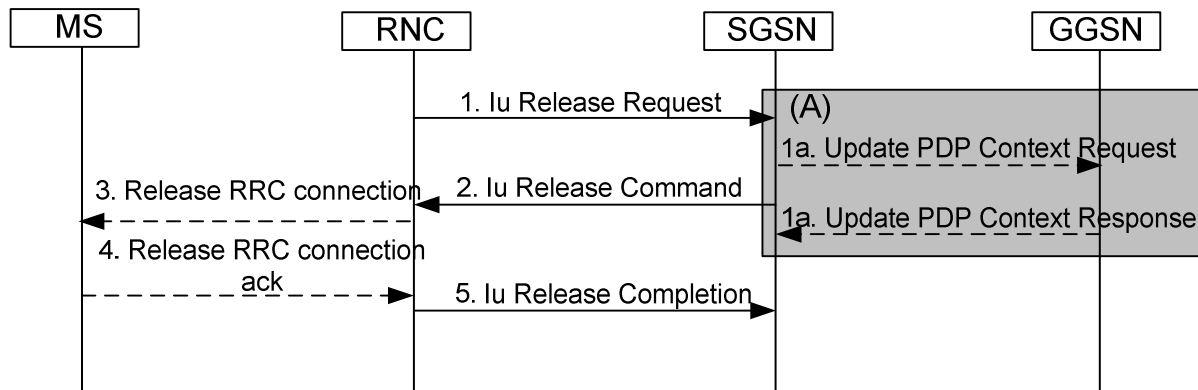 MS
RNC
SGSN
GGSN
1. Iu Release Request
(A)
1a. Update PDP Context Request
3. Release RRC connection
2. Iu Release Command
1a. Update PDP Context Response
4. Release RRC connection
ack
5. Iu Release Completion